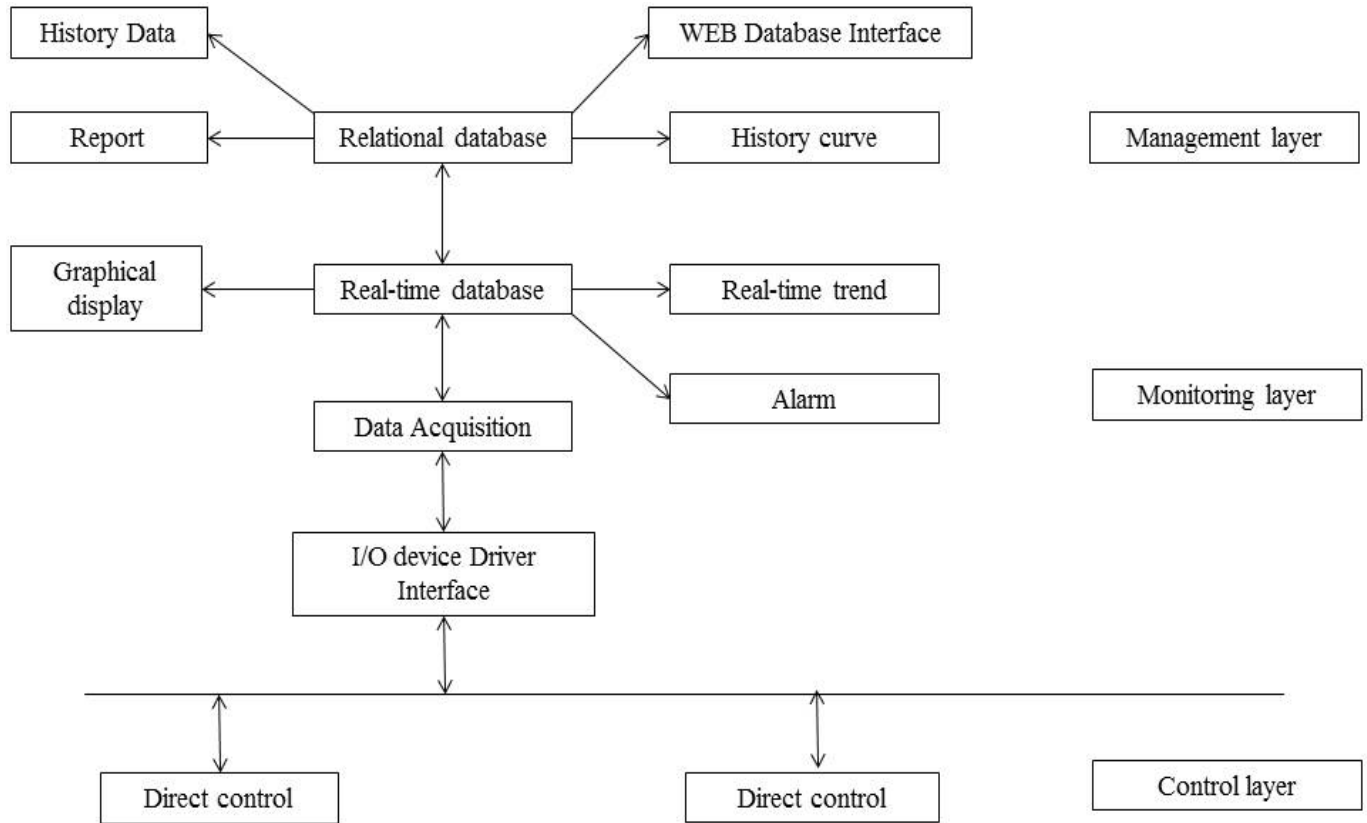 History Data
WEB Database Interface
Report
Relational database
History curve
Management layer
Graphical
display
Real-time database
Real-time trend
Alarm
Monitoring layer
Data Acquisition
I/O device Driver
Interface
Direct control
Direct control
Control layer